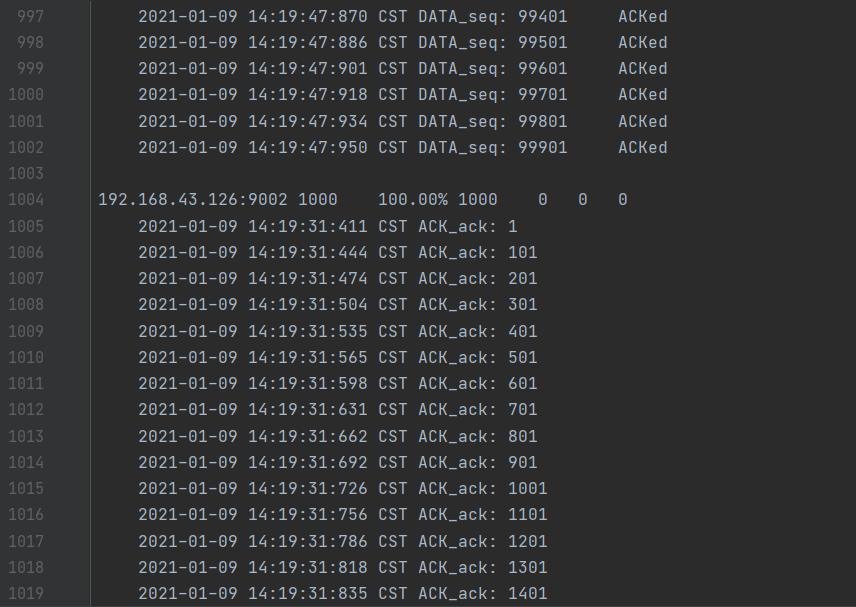 997 2021-01-09 14:19:47:870 CST DATA_seq: 99401 ACKed
998 2021-01-09 14:19:47:886 CST DATA_seq: 99501 ACKed
999 2021-01-09 14:19:47:901 CST DATA_seq: 99601 ACKed
1000 2021-01-09 14:19:47:918 CST DATA_seq: 99701 ACKed
1001 2021-01-09 14:19:47:934 CST DATA_seq: 99801 ACKed
1002 2021-01-09 14:19:47:950 CST DATA_seq: 99901 ACKed
1003
1004 192.168.43.126:9002 1000 100.00% 1000 0 0 0
1005 2021-01-09 14:19:31:411 CST ACK_ack: 1
1006 2021-01-09 14:19:31:444 CST ACK_ack: 101
1007 2021-01-09 14:19:31:474 CST ACK_ack: 201
1008 2021-01-09 14:19:31:504 CST ACK_ack: 301
1009 2021-01-09 14:19:31:535 CST ACK_ack: 401
1010 2021-01-09 14:19:31:565 CST ACK_ack: 501
1011 2021-01-09 14:19:31:598 CST ACK_ack: 601
1012 2021-01-09 14:19:31:631 CST ACK_ack: 701
1013 2021-01-09 14:19:31:662 CST ACK_ack: 801
1014 2021-01-09 14:19:31:692 CST ACK_ack: 901
1015 2021-01-09 14:19:31:726 CST ACK_ack: 1001
1016 2021-01-09 14:19:31:756 CST ACK_ack: 1101
1017 2021-01-09 14:19:31:786 CST ACK_ack: 1201
1018 2021-01-09 14:19:31:818 CST ACK_ack: 1301
1019 2021-01-09 14:19:31:835 CST ACK_ack: 1401